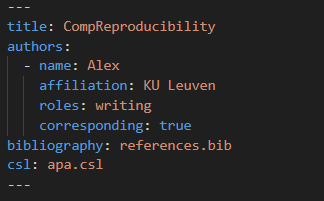 ---
title: CompReproducibility
authors:
  - name: Alex
    affiliation: KU Leuven
    roles: writing
    corresponding: true
bibliography: references.bib
csl: apa.csl
---